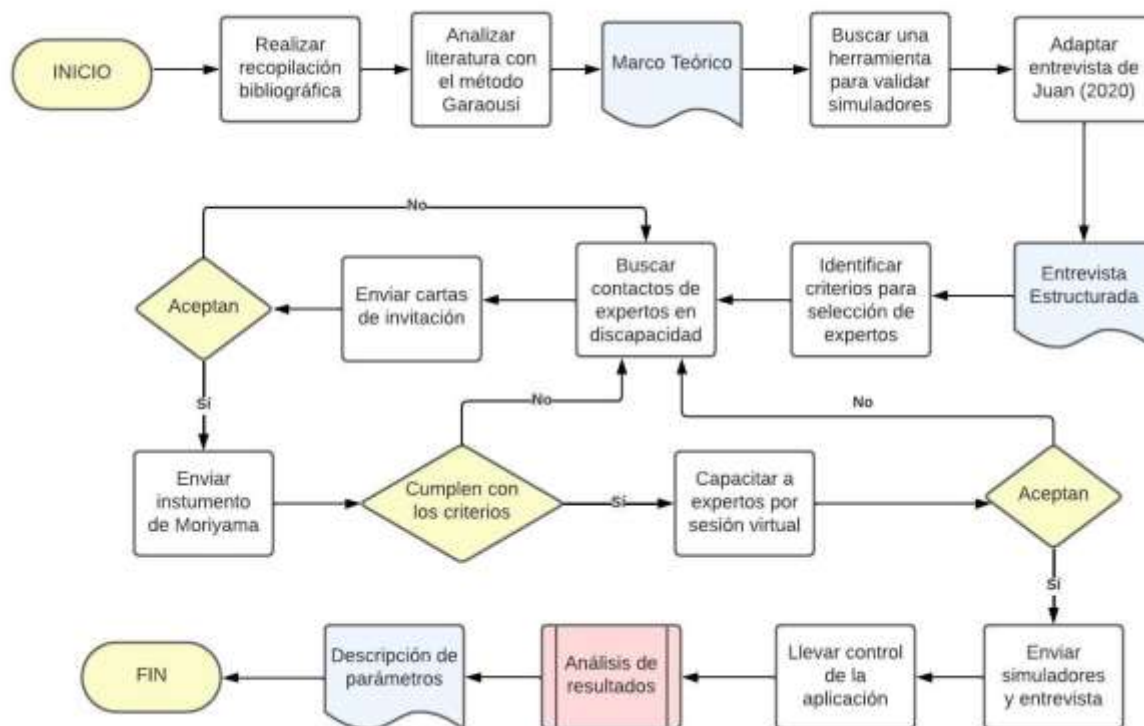 INICIO
Realizar
recopilación
bibliográfica
Analizar
literatura con
el método
Garaousi
Marco Teórico
Buscar una
herramienta
para validar
simuladores
Adaptar
entrevista de
Juan (2020)
No
Aceptan
Enviar cartas
de invitación
Buscar
contactos de
expertos en
discapacidad
Identificar
criterios para
selección de
expertos
Entrevista
Estructurada
Sí
No
No
Enviar
instumento
de Moriyama
Cumplen con
los criterios
Sí
Capacitar a
expertos por
sesión virtual
Aceptan
Sí
FIN
Descripción de
parámetros
Análisis de
resultados
Llevar control
de la
aplicación
Enviar
simuladores
y entrevista